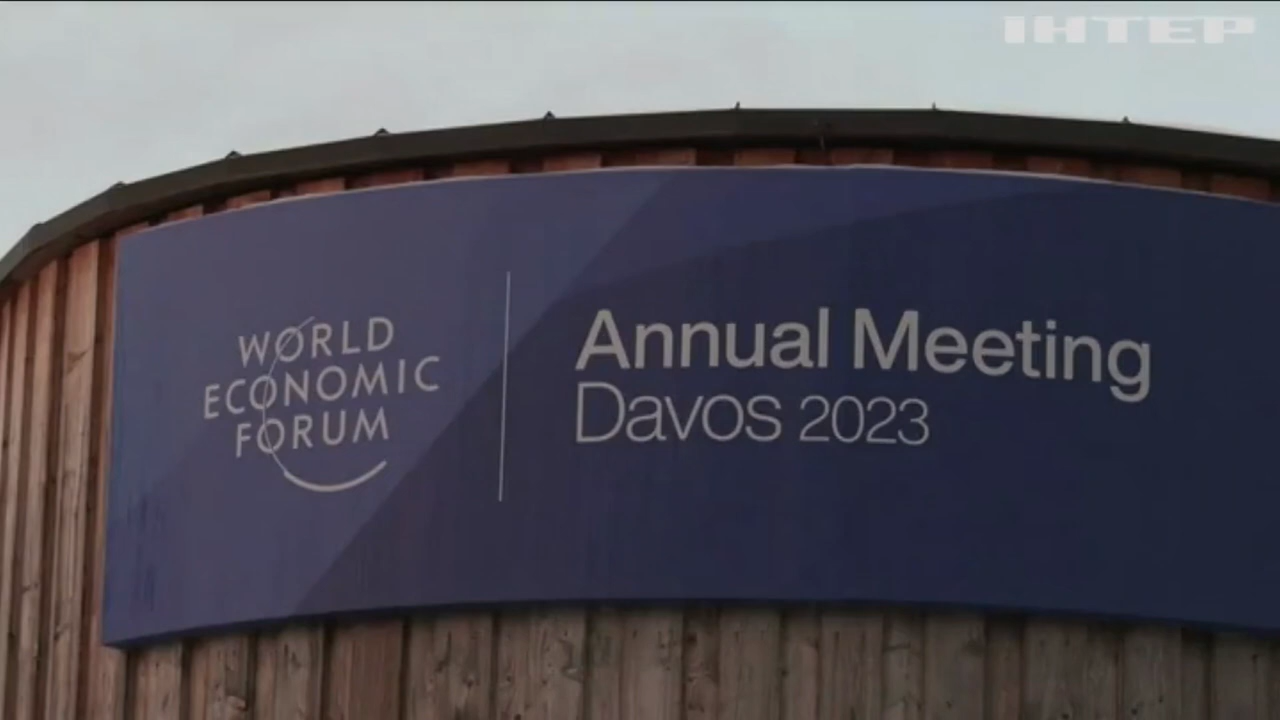 ІНТЕР
WORLD
ECONOMIC
FORUM
Annual Meeting
Davos 2023